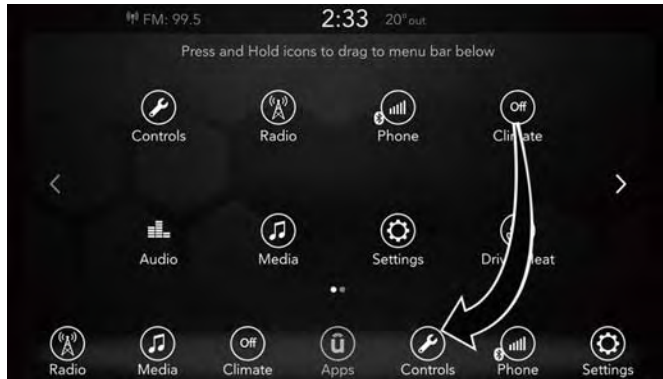 FM: 99.5 2:33 20°out
Press and Hold icons to drag to menu bar below
Off
Controls Radio Phone Climate
Audio Media Settings
Off û
Radio Media Climate Apps Controls Phone Settings